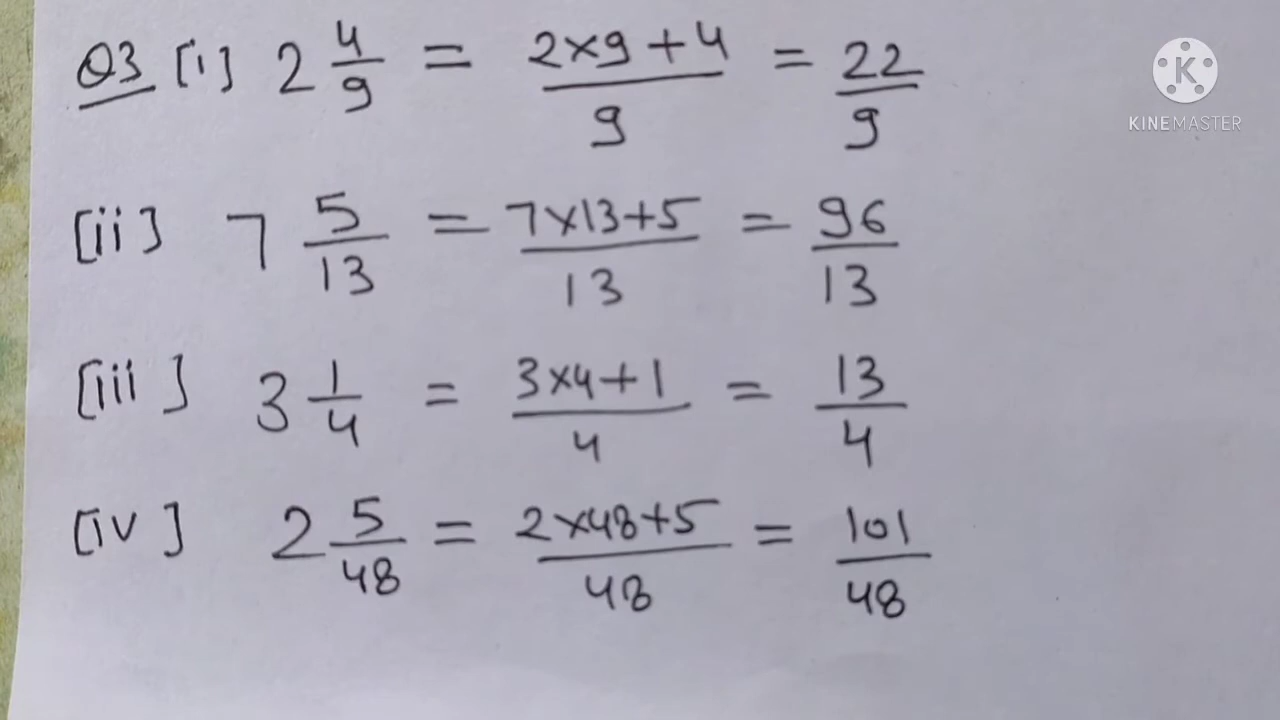 Q3 [i] 2 4/9 = (2×9+4)/9 = 22/9
[ii] 7 5/13 = (7×13+5)/13 = 96/13
[iii] 3 1/4 = (3×4+1)/4 = 13/4
[iv] 2 5/48 = (2×48+5)/48 = 101/48
K
KINEMASTER